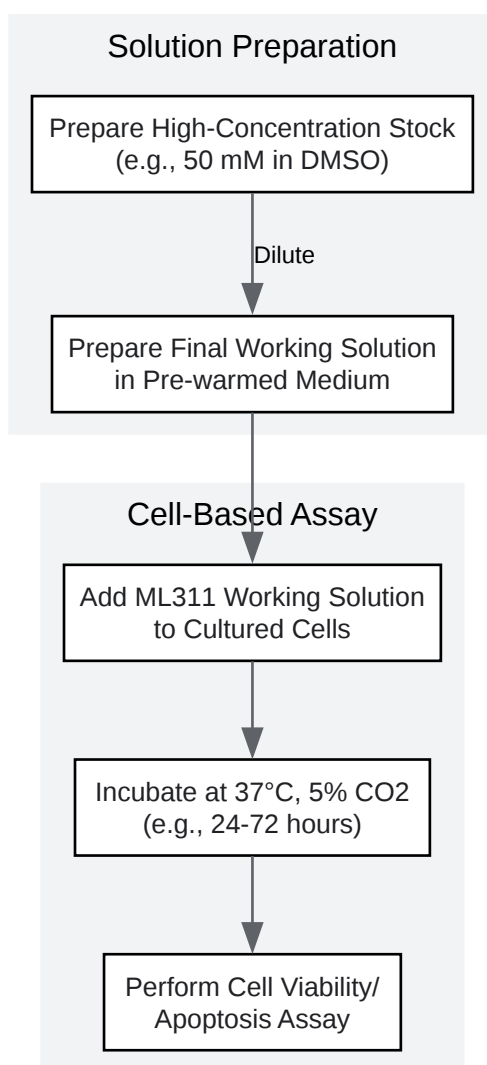 Solution Preparation
Prepare High-Concentration Stock
(e.g., 50 mM in DMSO)
Dilute
Prepare Final Working Solution
in Pre-warmed Medium
Cell-Based Assay
Add ML311 Working Solution
to Cultured Cells
Incubate at 37°C, 5% CO2
(e.g., 24-72 hours)
Perform Cell Viability/
Apoptosis Assay